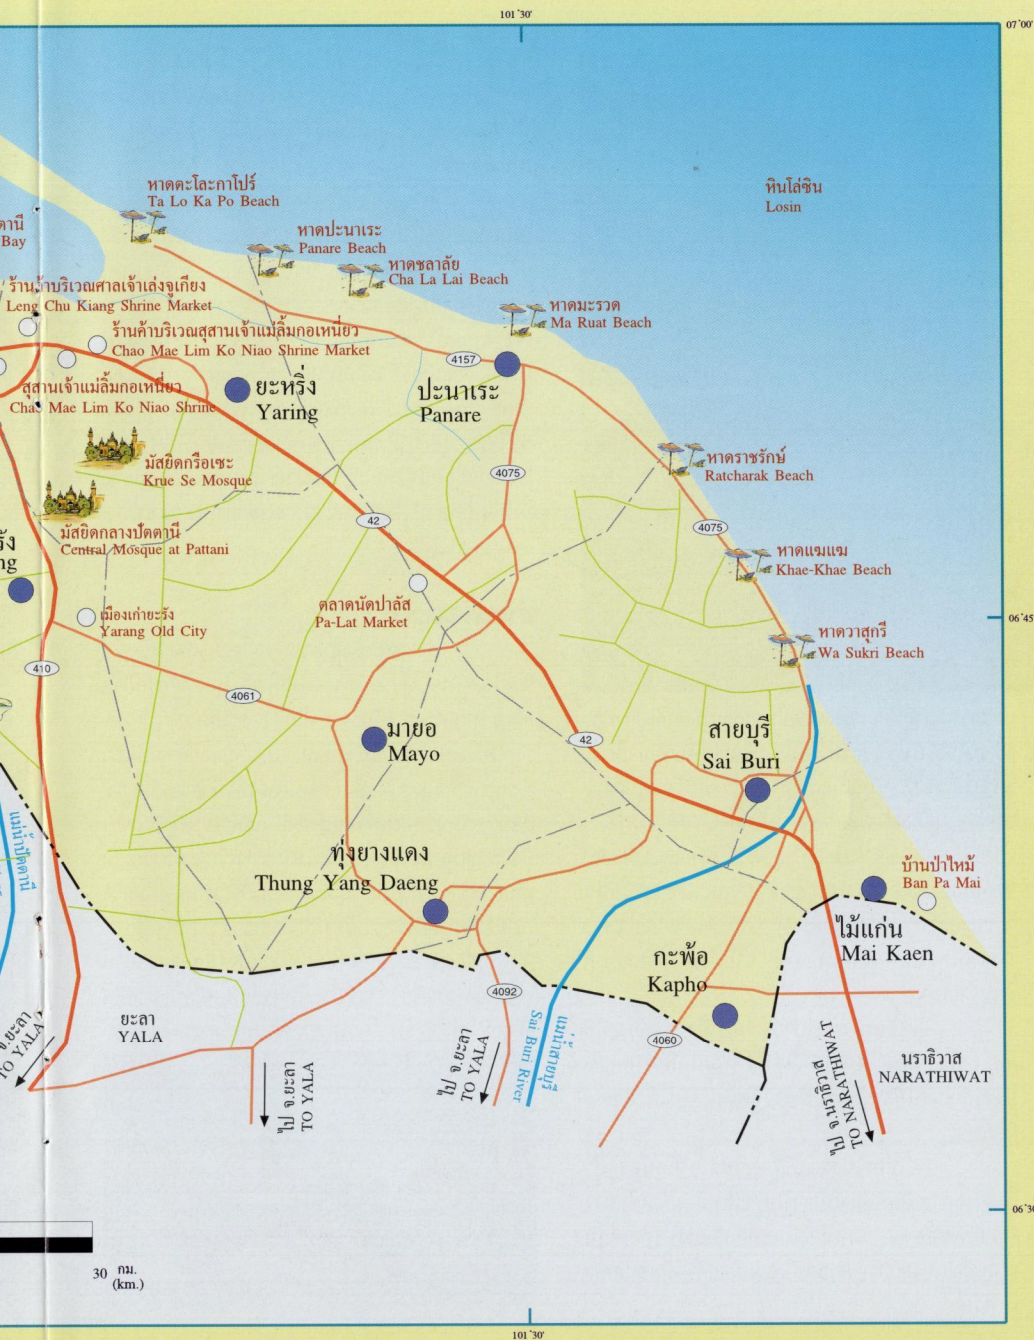 101°30'
07°00'
หาดตะโละกาโปร์
Ta Lo Ka Po Beach
หินโล่ซิน
Losin
Bay
หาดปะนาเระ
Panare Beach
หาดชลาลัย
Cha La Lai Beach
ร้านค้าบริเวณศาลเจ้าเล่งจูเกียง
Leng Chu Kiang Shrine Market
หาดมะรวด
Ma Ruat Beach
ร้านค้าบริเวณสุสานเจ้าแม่ลิ้มกอเหนี่ยว
Chao Mae Lim Ko Niao Shrine Market
4157
สุสานเจ้าแม่ลิ้มกอเหนี่ยว
Chao Mae Lim Ko Niao Shrine
ยะหริ่ง
Yaring
ปะนาเระ
Panare
มัสยิดกรือเซะ
Krue Se Mosque
4075
หาดราชรักษ์
Ratcharak Beach
42
4075
มัสยิดกลางปัตตานี
Central Mosque at Pattani
หาดแฆแฆ
Khae-Khae Beach
เมืองเก่ายะรัง
Yarang Old City
ตลาดนัดปาลัส
Pa-Lat Market
06°45'
หาดวาสุกรี
Wa Sukri Beach
410
4061
มายอ
Mayo
42
สายบุรี
Sai Buri
แม่น้ำปัตตานี
ทุ่งยางแดง
Thung Yang Daeng
บ้านป่าไหม้
Ban Pa Mai
ไม้แก่น
Mai Kaen
กะพ้อ
Kapho
4092
4060
ยะลา
YALA
ไป จ.ยะลา
TO YALA
ไป จ.ยะลา
TO YALA
ไป จ.ยะลา
TO YALA
แม่น้ำสายบุรี
Sai Buri River
ไป จ.นราธิวาส
TO NARATHIWAT
นราธิวาส
NARATHIWAT
30 กม.
(km.)
101°30'